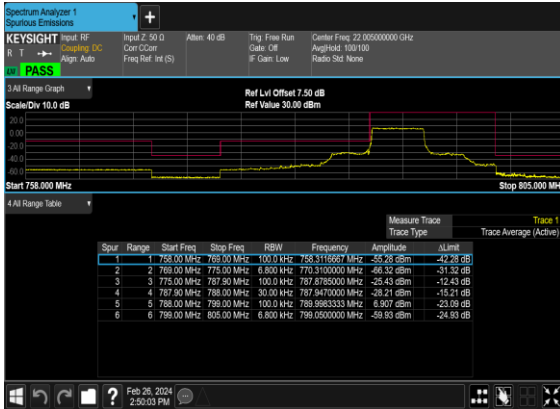 Spectrum Analyzer 1
Spurious Emissions
+
KEYSIGHT Input: RF Input Z: 50 Ω Atten: 40 dB Trig: Free Run Center Freq: 22.005000000 GHz
R T Coupling: DC Corr CCorr Gate: Off Avg|Hold: 100/100
Align: Auto Freq Ref: Int (S) IF Gain: Low Radio Std: None
PASS
3 All Range Graph Ref Lvl Offset 7.50 dB
Scale/Div 10.0 dB Ref Value 30.00 dBm
20.0
0.00
-20.0
-40.0
-60.0
Start 758.000 MHz Stop 805.000 MH
4 All Range Table
Measure Trace Trace 1
Trace Type Trace Average (Active)
Spur Range Start Freq Stop Freq RBW Frequency Amplitude ΔLimit
1 1 758.00 MHz 769.00 MHz 100.0 kHz 758.3116667 MHz -55.28 dBm -42.28 dB
2 2 769.00 MHz 775.00 MHz 6.800 kHz 770.3100000 MHz -66.32 dBm -31.32 dB
3 3 775.00 MHz 787.90 MHz 100.0 kHz 787.8785000 MHz -25.43 dBm -12.43 dB
4 4 787.90 MHz 788.00 MHz 30.00 kHz 787.9470000 MHz -28.21 dBm -15.21 dB
5 5 788.00 MHz 799.00 MHz 100.0 kHz 789.9983333 MHz 6.907 dBm -23.09 dB
6 6 799.00 MHz 805.00 MHz 6.800 kHz 799.0500000 MHz -59.93 dBm -24.93 dB
?
Feb 26, 2024
2:50:03 PM